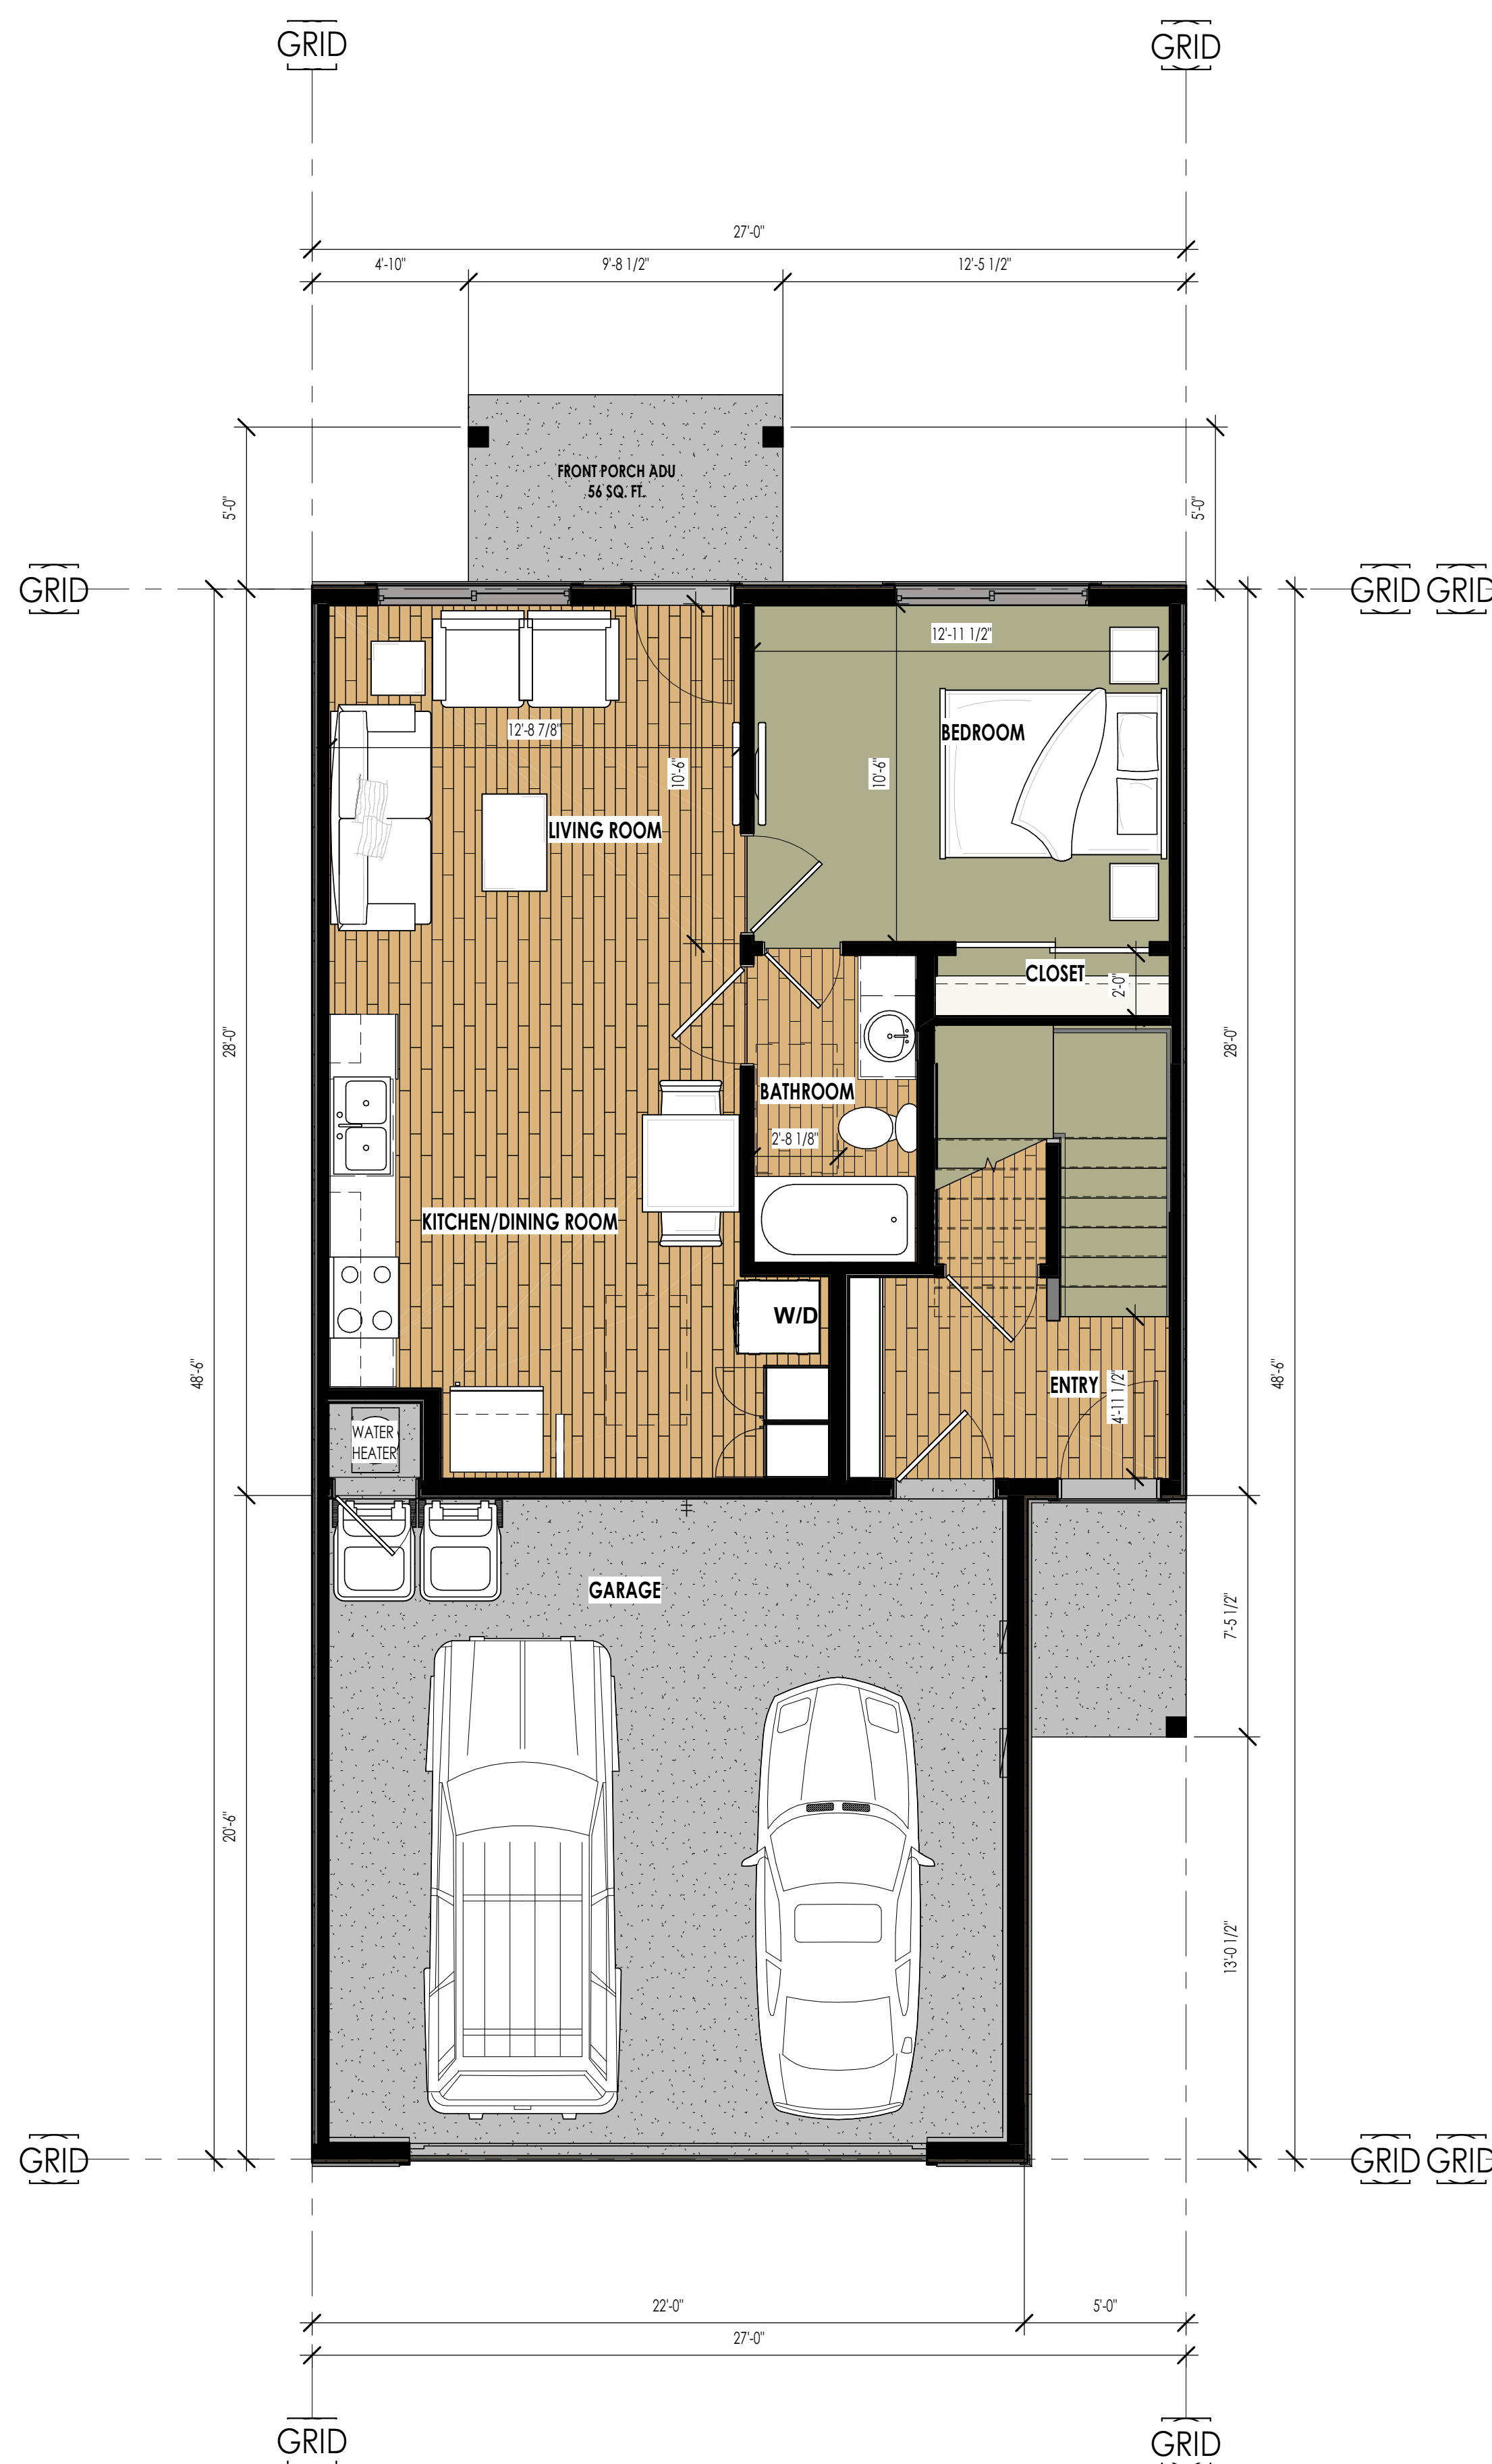 GRID
GRID
27'-0"
4'-10"
9'-8 1/2"
12'-5 1/2"
FRONT PORCH ADU
56 SQ. FT.
5'-0"
5'-0"
GRID
GRID
GRID
12'-11 1/2"
12'-8 7/8"
BEDROOM
10'-6"
10'-6"
LIVING ROOM
CLOSET
2'-0"
28'-0"
28'-0"
BATHROOM
2'-8 1/8"
KITCHEN/DINING ROOM
W/D
48'-6"
48'-6"
ENTRY
4'-11 1/2"
WATER
HEATER
GARAGE
7'-5 1/2"
20'-6"
13'-0 1/2"
GRID
GRID
GRID
22'-0"
5'-0"
27'-0"
GRID
GRID